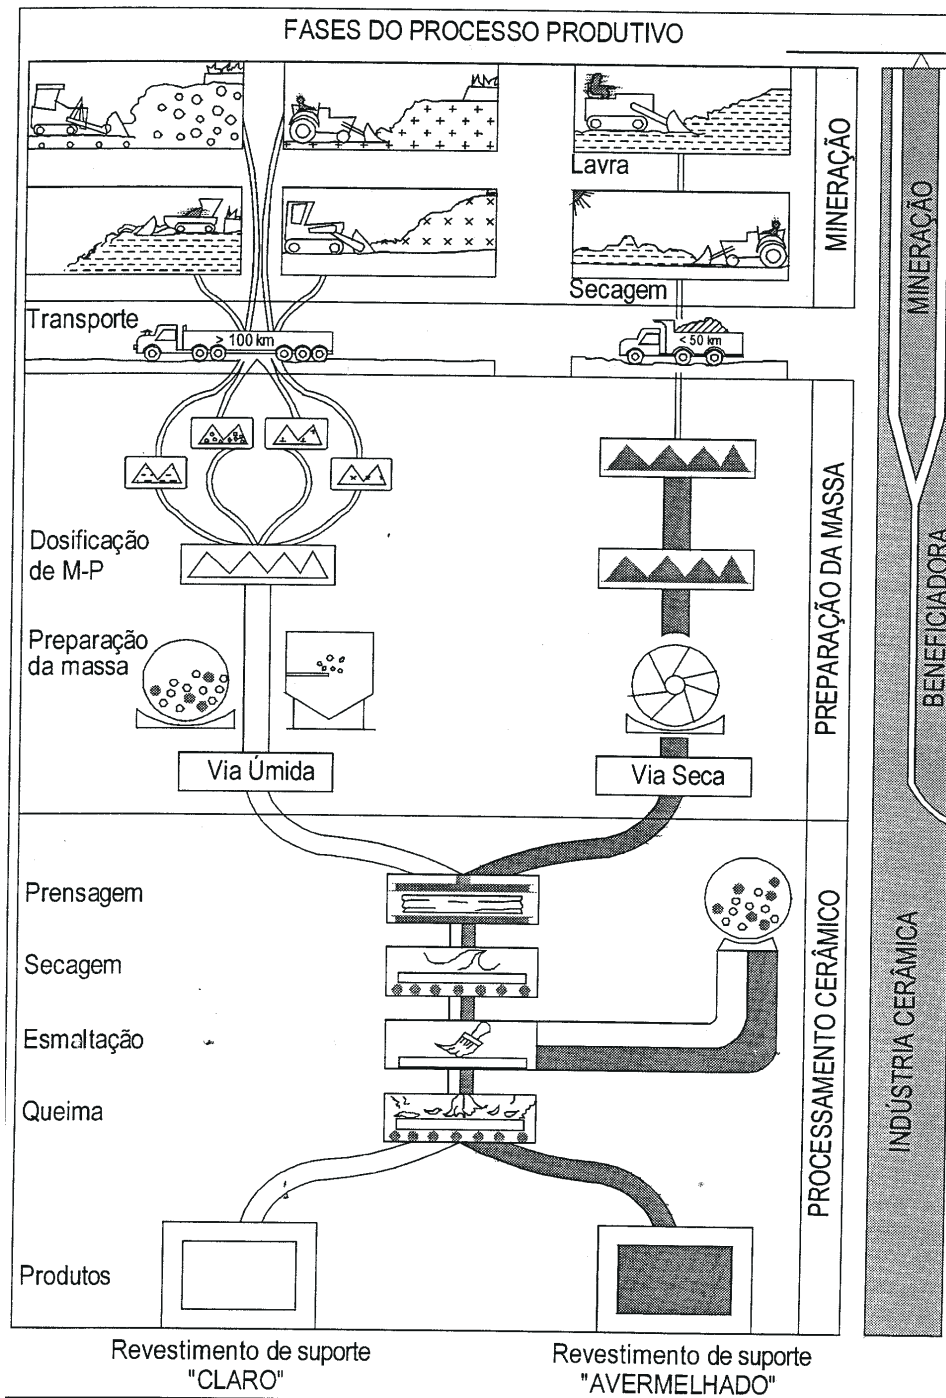 FASES DO PROCESSO PRODUTIVO
Lavra
Secagem
MINERAÇÃO
Transporte
> 100 km
< 50 km
Dosificação
de M-P
Preparação
da massa
Via Úmida
Via Seca
PREPARAÇÃO DA MASSA
Prensagem
Secagem
Esmaltação
Queima
PROCESSAMENTO CERÂMICO
Produtos
Revestimento de suporte
"CLARO"
Revestimento de suporte
"AVERMELHADO"
MINERAÇÃO
BENEFICIADORA
INDÚSTRIA CERÂMICA